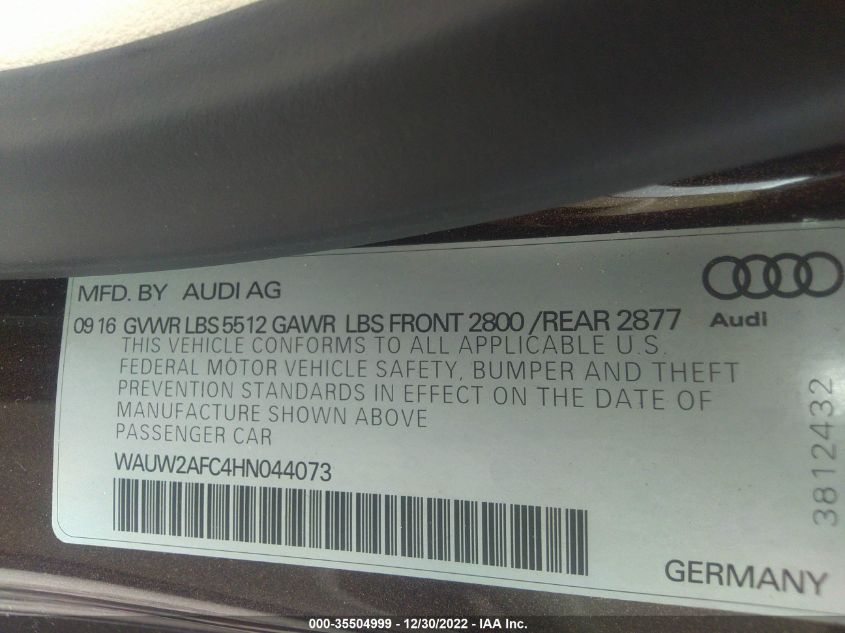 MFD. BY AUDI AG
09 16 GVWR LBS 5512 GAWR LBS FRONT 2800 /REAR 2877
Audi
THIS VEHICLE CONFORMS TO ALL APPLICABLE U.S.
FEDERAL MOTOR VEHICLE SAFETY, BUMPER AND THEFT
PREVENTION STANDARDS IN EFFECT ON THE DATE OF
MANUFACTURE SHOWN ABOVE
PASSENGER CAR
WAUW2AFC4HN044073
3812432
GERMANY
000-35504999 - 12/30/2022 - IAA Inc.